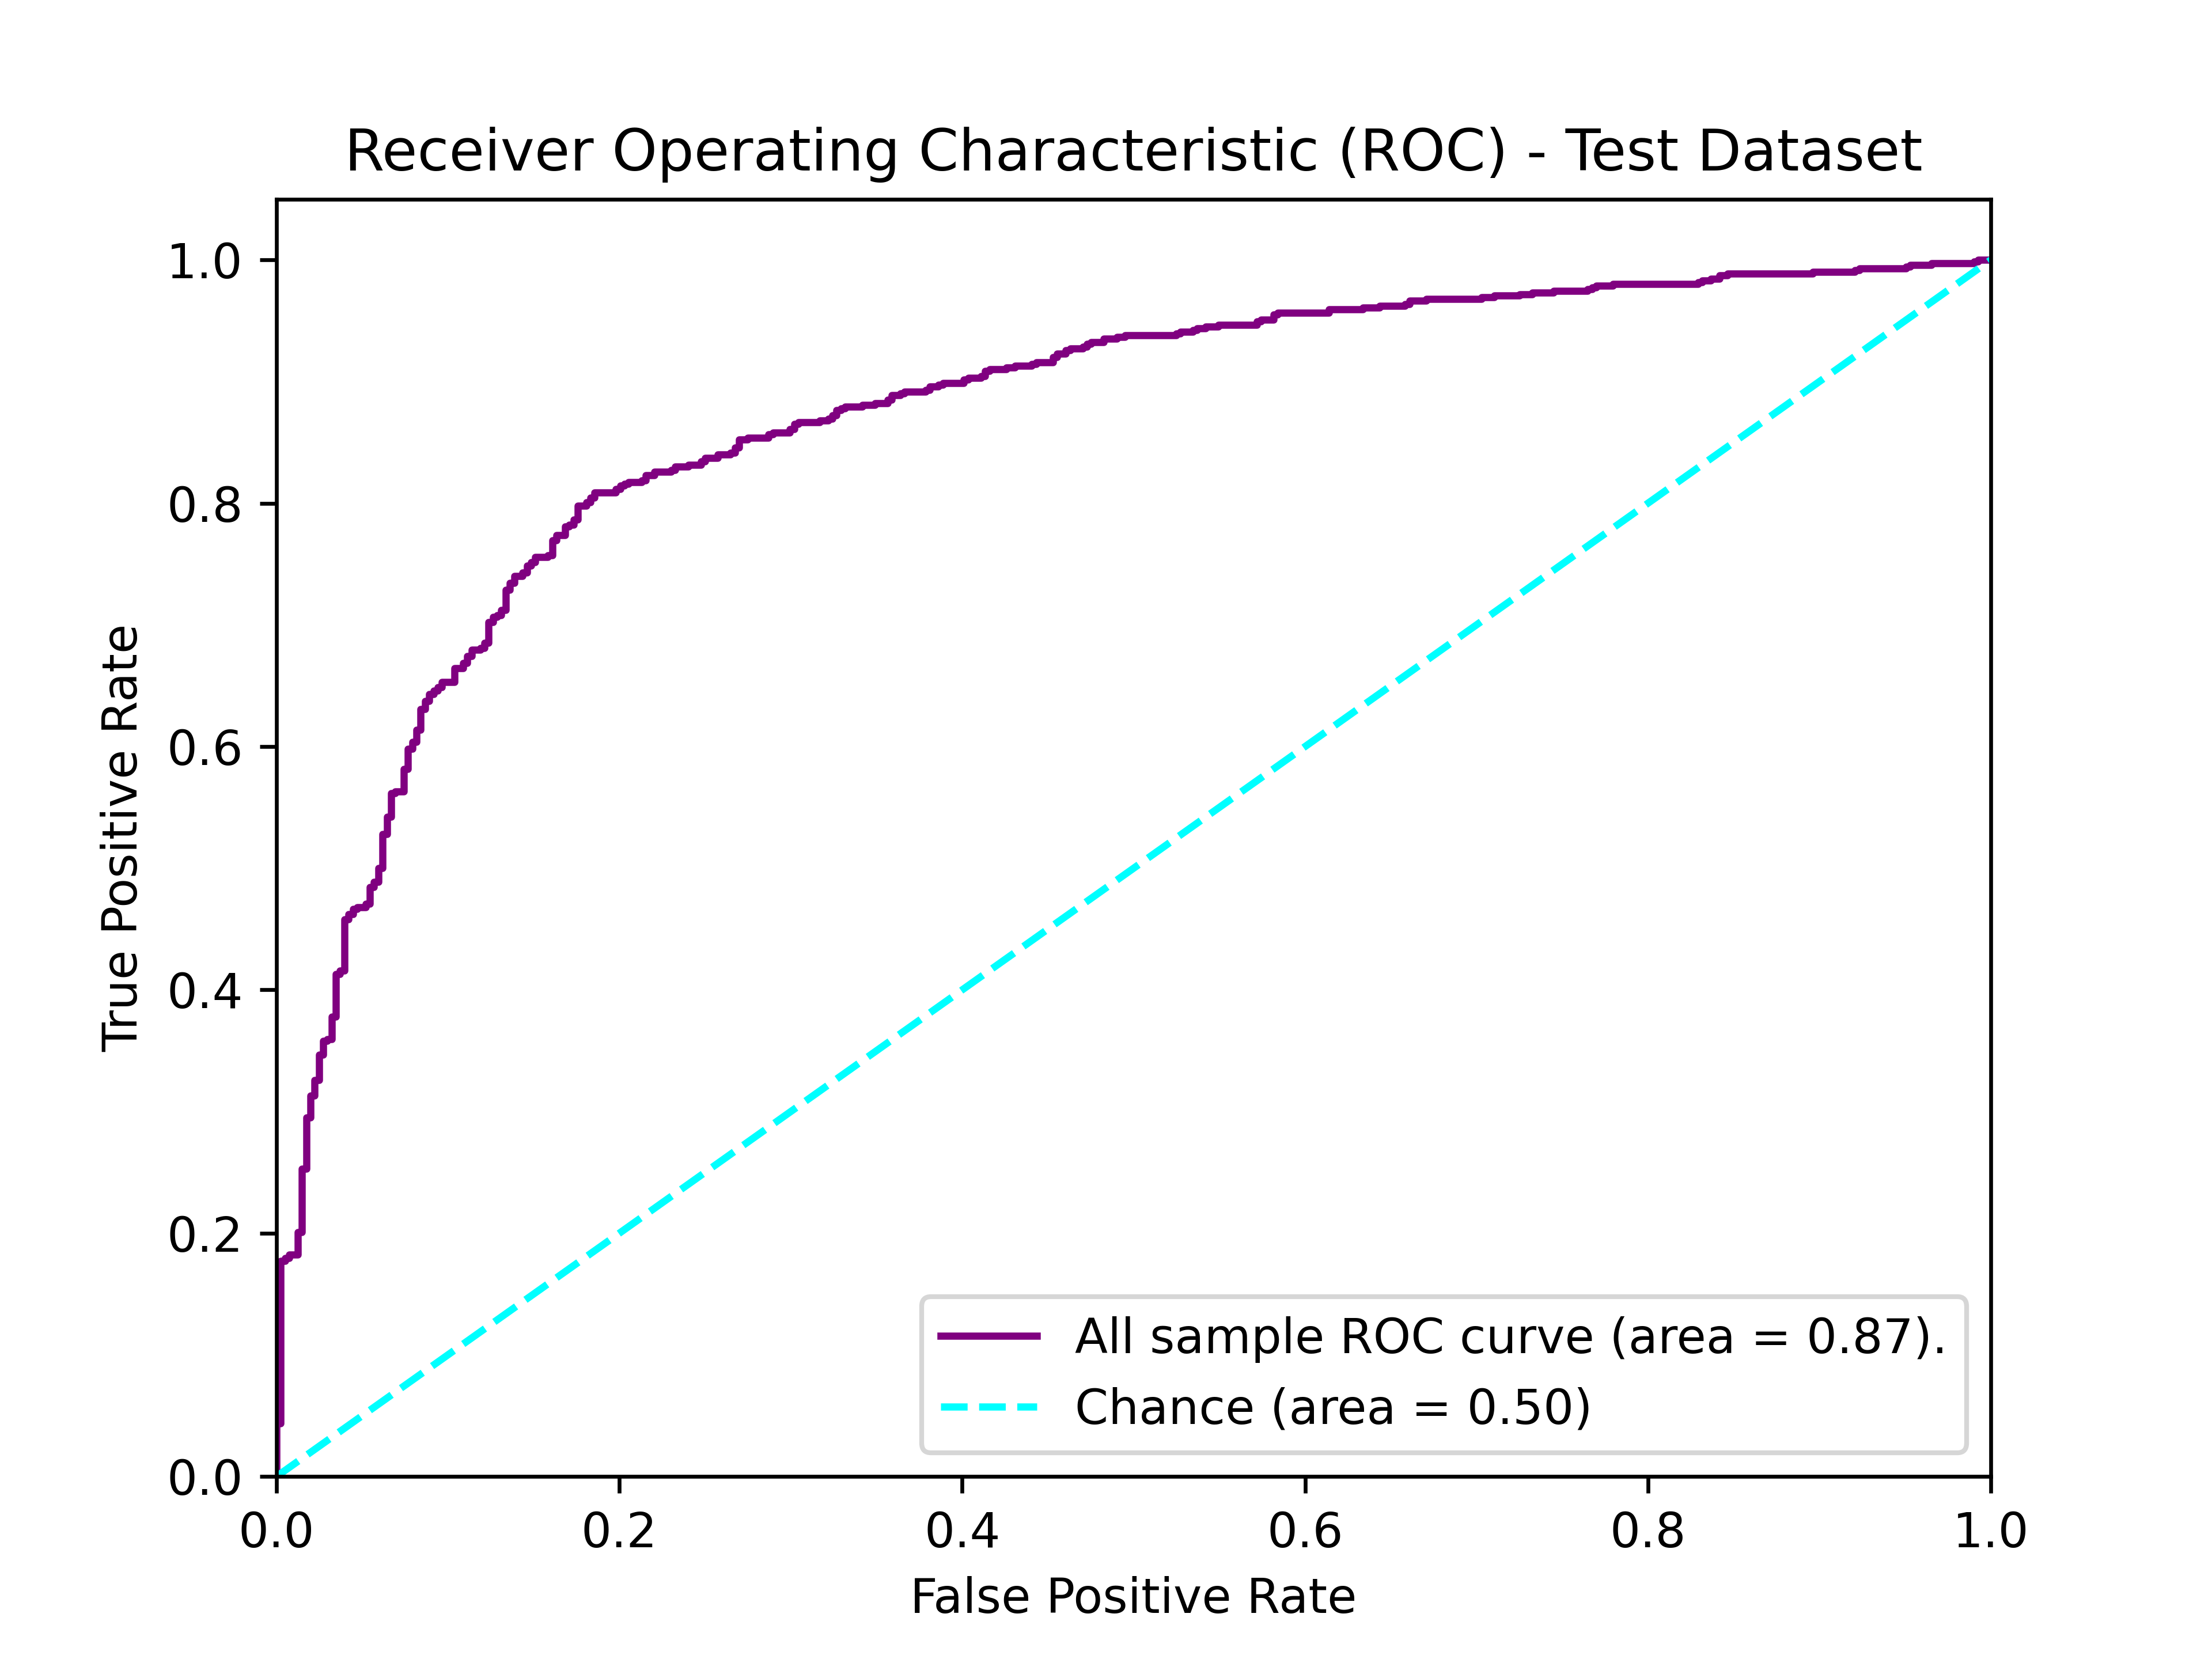 Receiver Operating Characteristic (ROC) - Test Dataset
1.0
0.8
0.6
0.4
0.2
0.0
True Positive Rate
All sample ROC curve (area = 0.87).
Chance (area = 0.50)
0.0 0.2 0.4 0.6 0.8 1.0
False Positive Rate